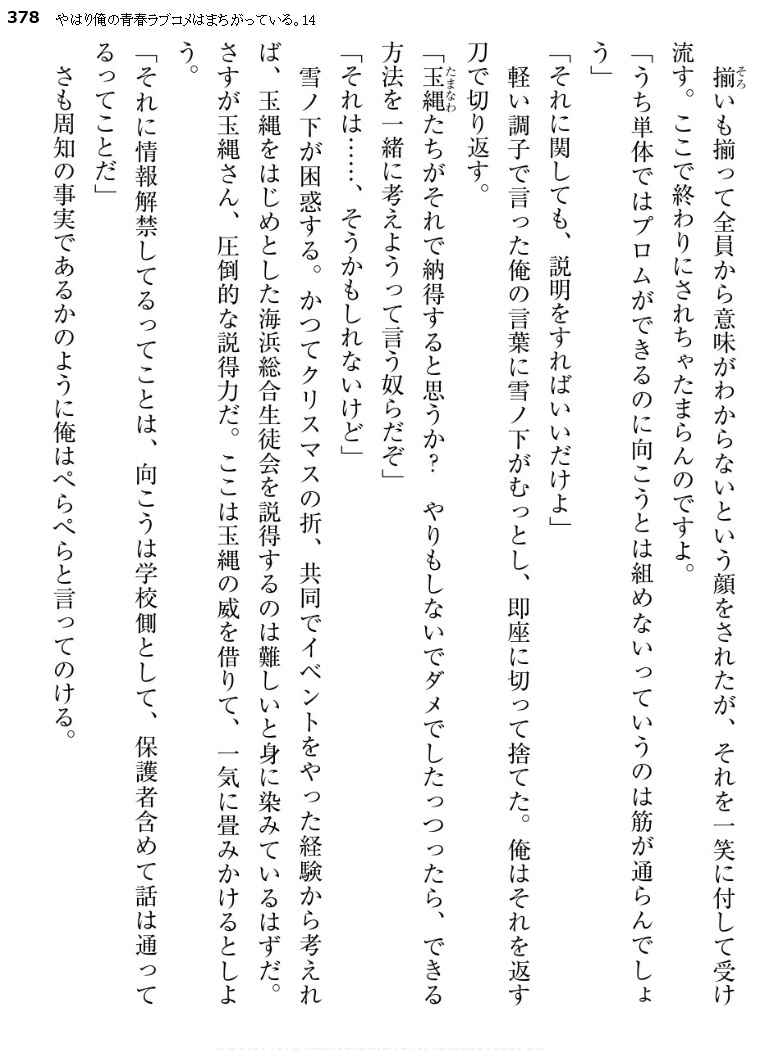 378 やはり俺の青春ラブコメはまちがっている。14
揃いも揃って全員から意味がわからないという顔をされたが、それを一笑に付して受け
流す。ここで終わりにされちゃたまらんのですよ。
「うち単体ではプロムができるのに向こうとは組めないっていうのは筋が通らんでしょ
う」
「それに関しても、説明をすればいいだけよ」
軽い調子で言った俺の言葉に雪ノ下がむっとし、即座に切って捨てた。俺はそれを返す
刀で切り返す。
「玉縄たちがそれで納得すると思うか？　やりもしないでダメでしたっつったら、できる
方法を一緒に考えようって言う奴らだぞ」
「それは……、そうかもしれないけど」
雪ノ下が困惑する。かつてクリスマスの折、共同でイベントをやった経験から考えれ
ば、玉縄をはじめとした海浜総合生徒会を説得するのは難しいと身に染みているはずだ。
さすが玉縄さん、圧倒的な説得力だ。ここは玉縄の威を借りて、一気に畳みかけるとしよ
う。
「それに情報解禁してるってことは、向こうは学校側として、保護者含めて話は通って
るってことだ」
さも周知の事実であるかのように俺はぺらぺらと言ってのける。